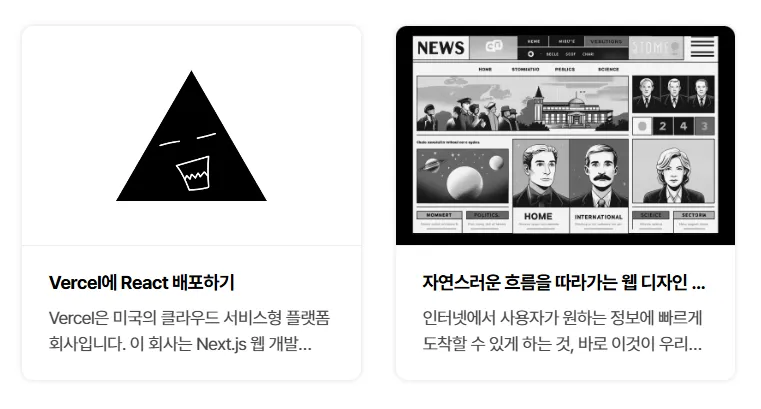 Vercel에 React 배포하기
Vercel은 미국의 클라우드 서비스형 플랫폼
회사입니다. 이 회사는 Next.js 웹 개발...
NEWS
HOME
HOME
SCIENCE
MOMNERT
POLITICS
HOME
INTERNATIONAL
SECTORIA
2 4 3
자연스러운 흐름을 따라가는 웹 디자인 ...
인터넷에서 사용자가 원하는 정보에 빠르게
도착할 수 있게 하는 것, 바로 이것이 우리...